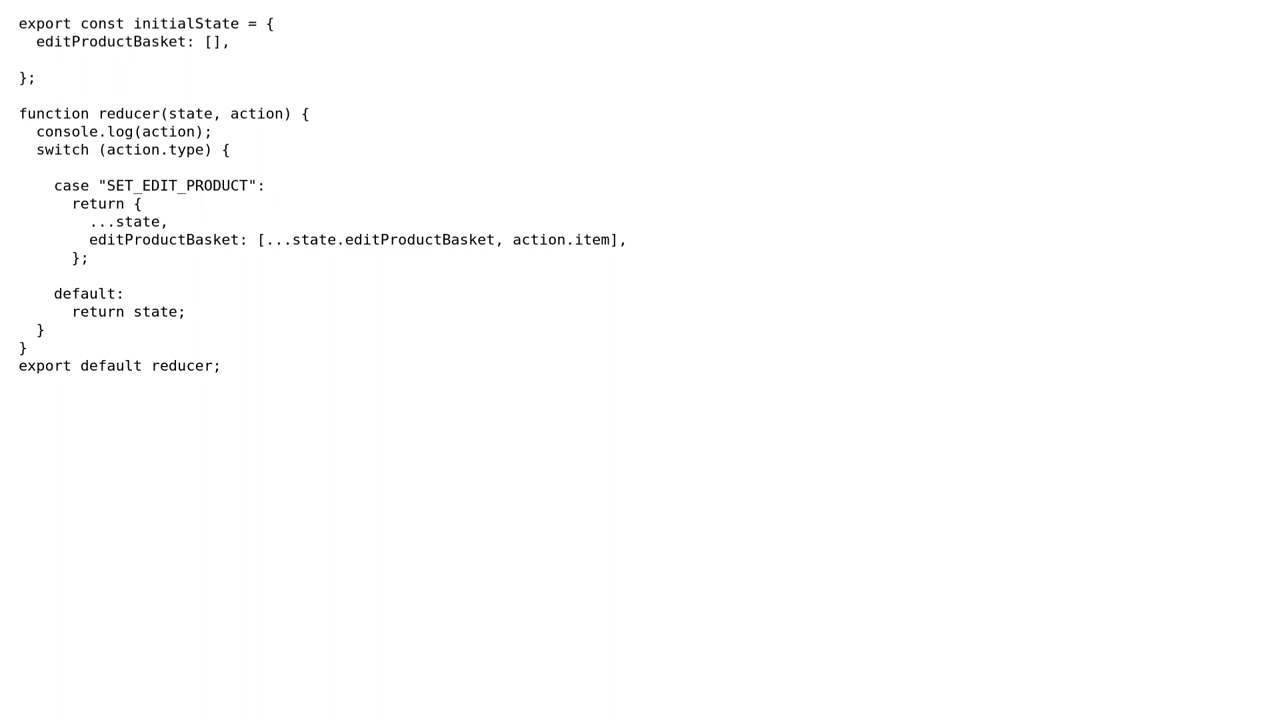 export const initialState = {
  editProductBasket: [],

};

function reducer(state, action) {
  console.log(action);
  switch (action.type) {

    case "SET_EDIT_PRODUCT":
      return {
        ...state,
        editProductBasket: [...state.editProductBasket, action.item],
      };

    default:
      return state;
  }
}
export default reducer;